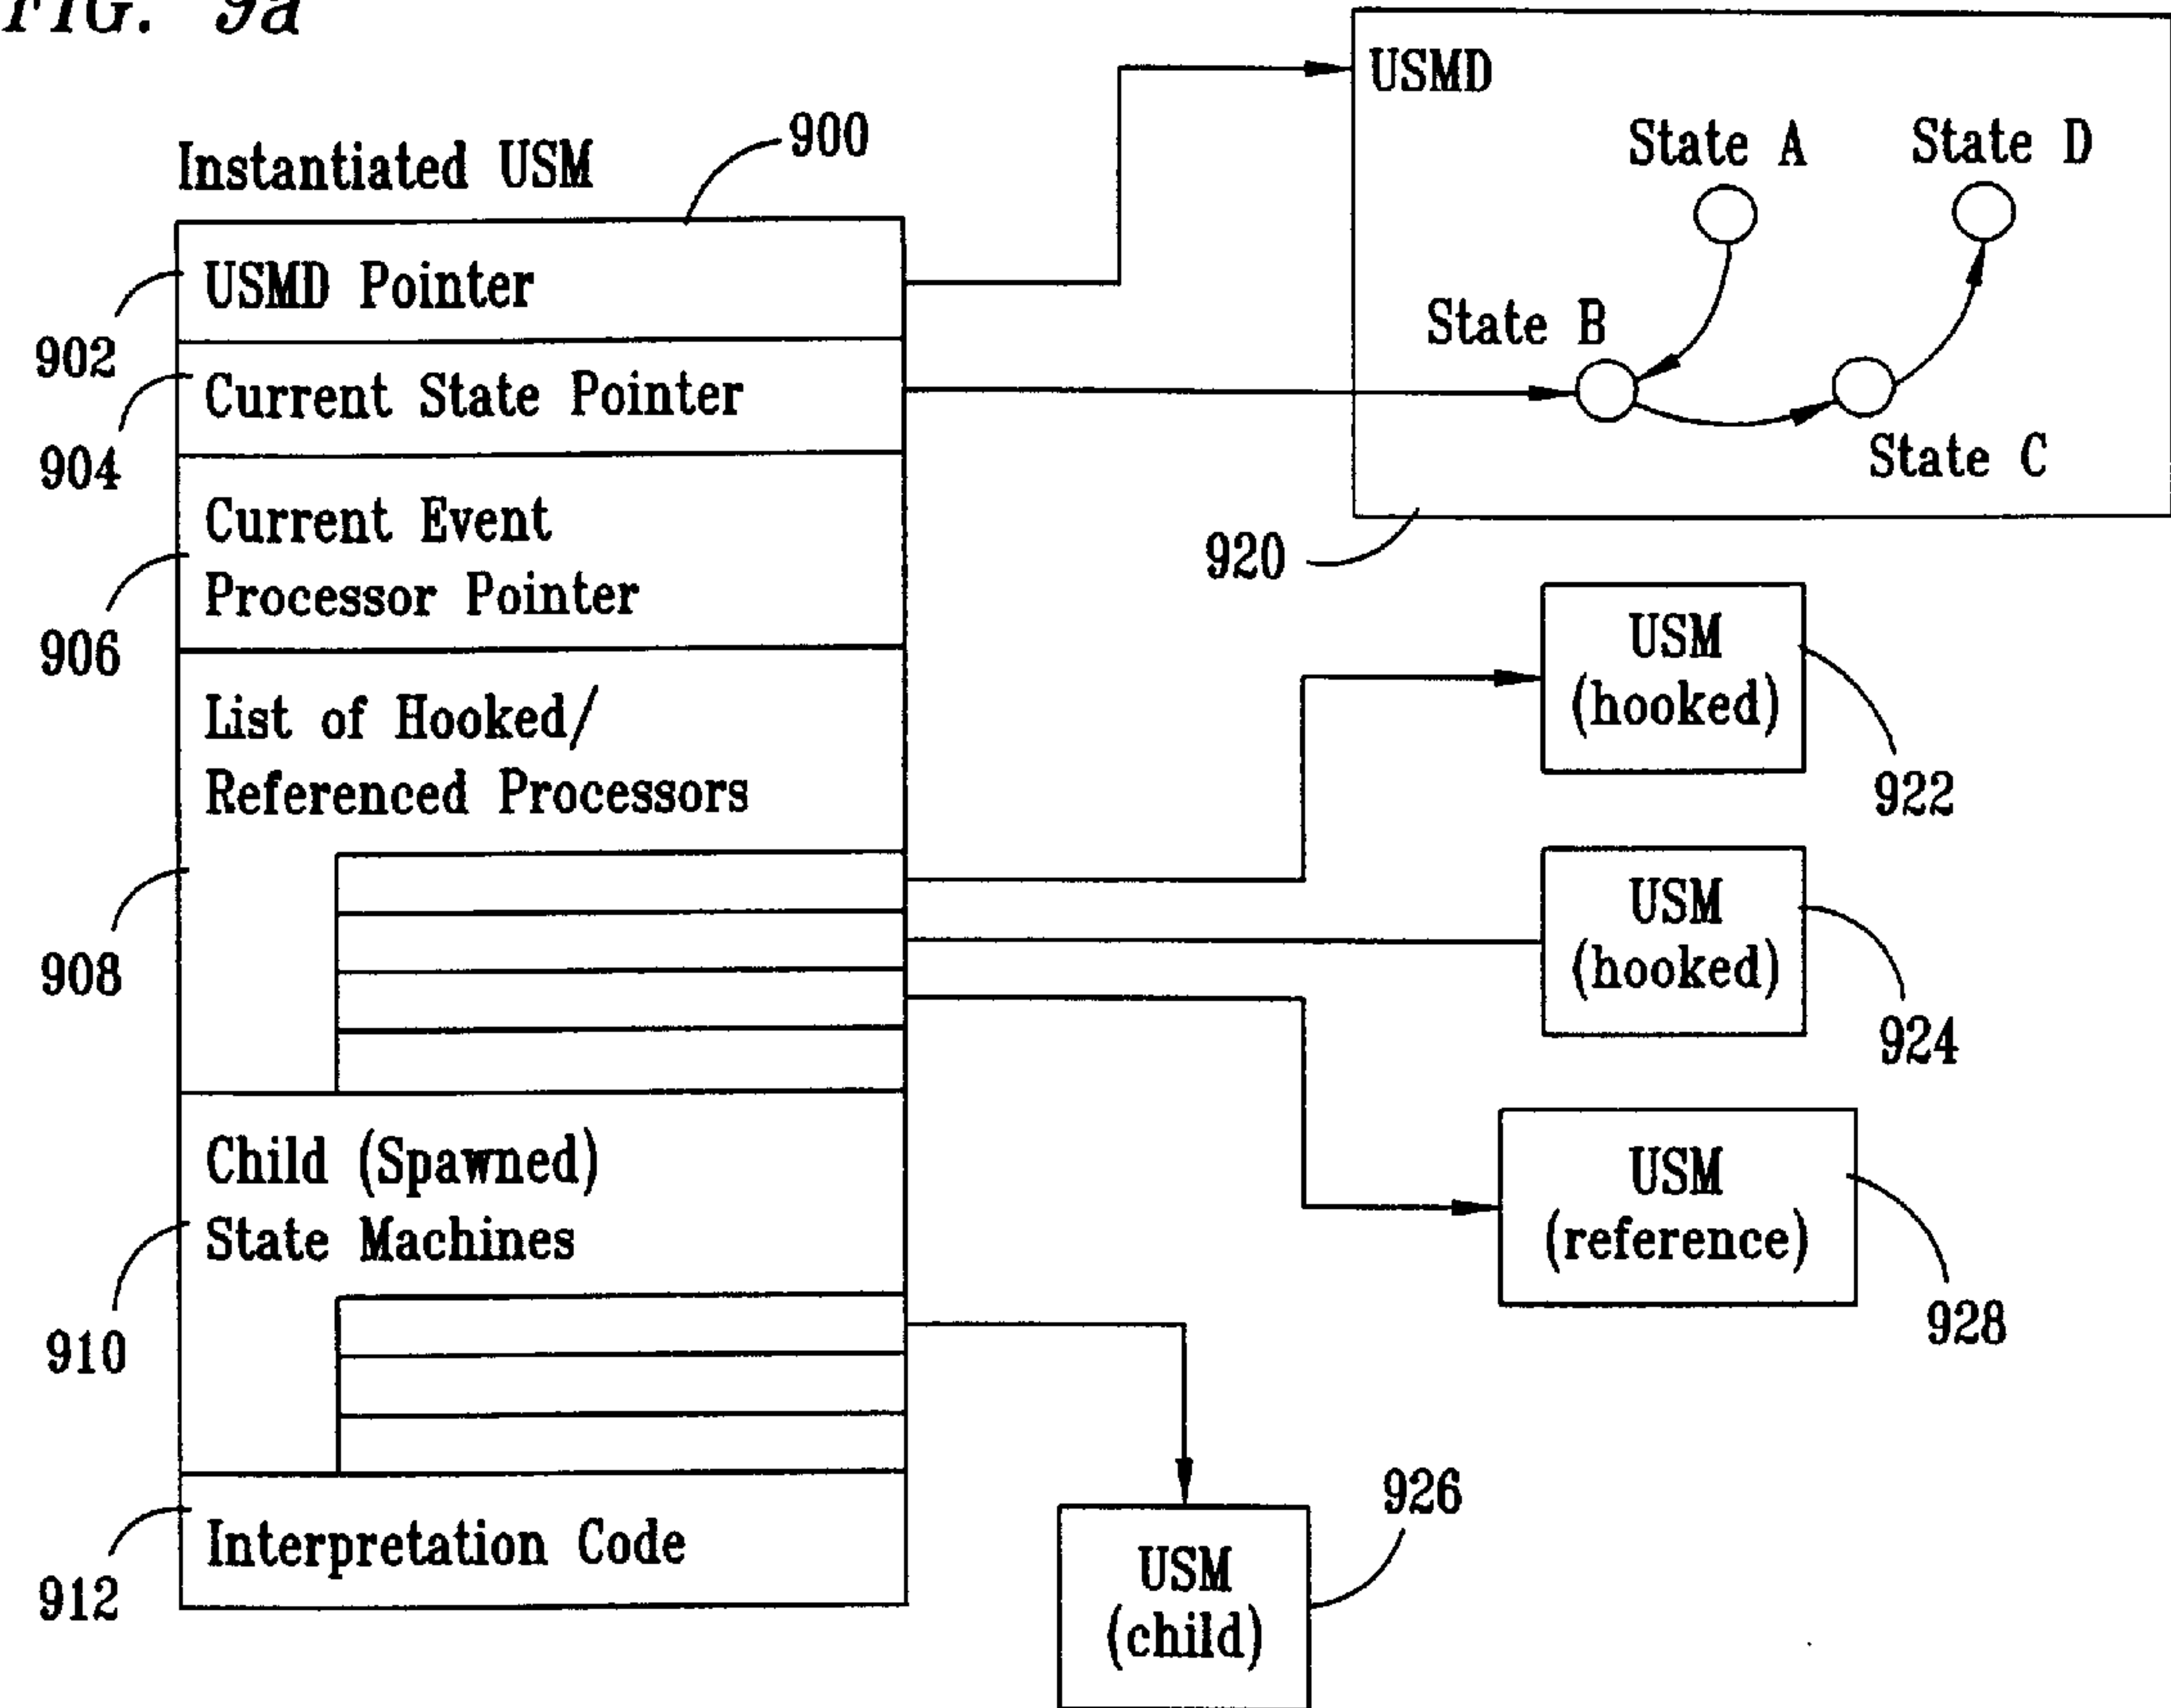 FIG. 9a
Instantiated USM
900
USMD Pointer
902
Current State Pointer
904
Current Event
Processor Pointer
906
List of Hooked/
Referenced Processors
908
Child (Spawned)
State Machines
910
Interpretation Code
912
USMD
State A
State D
State B
State C
920
USM
(hooked)
922
USM
(hooked)
924
USM
(reference)
928
USM
(child)
926